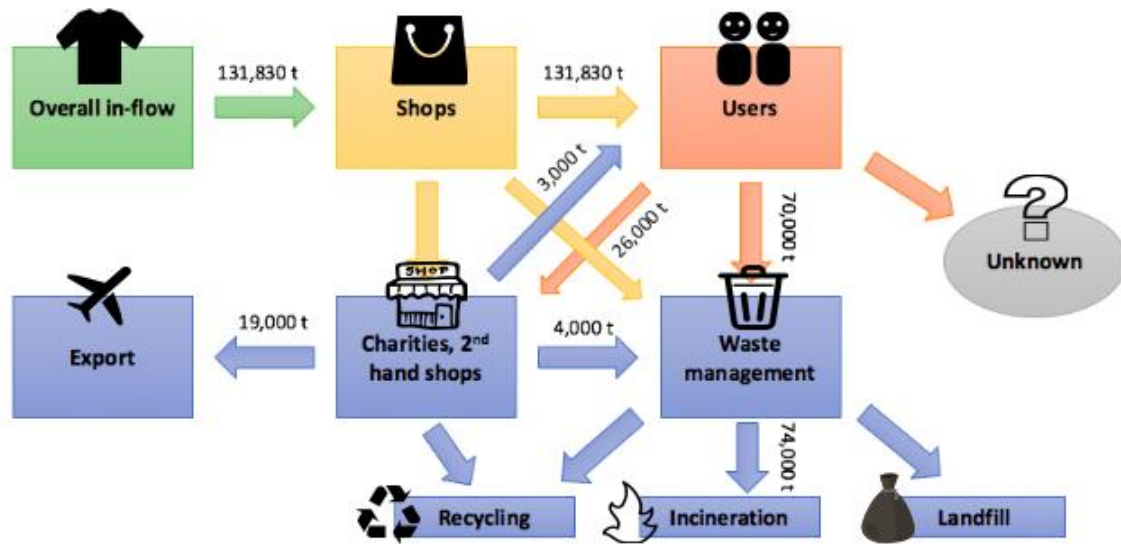 131,830 t
131,830 t
Overall in-flow
Shops
Users
3,000 t
26,000 t
70,000 t
?
Unknown
SHOP
19,000 t
4,000 t
Export
Charities, 2nd
hand shops
Waste
management
74,000 t
Recycling
Incineration
Landfill